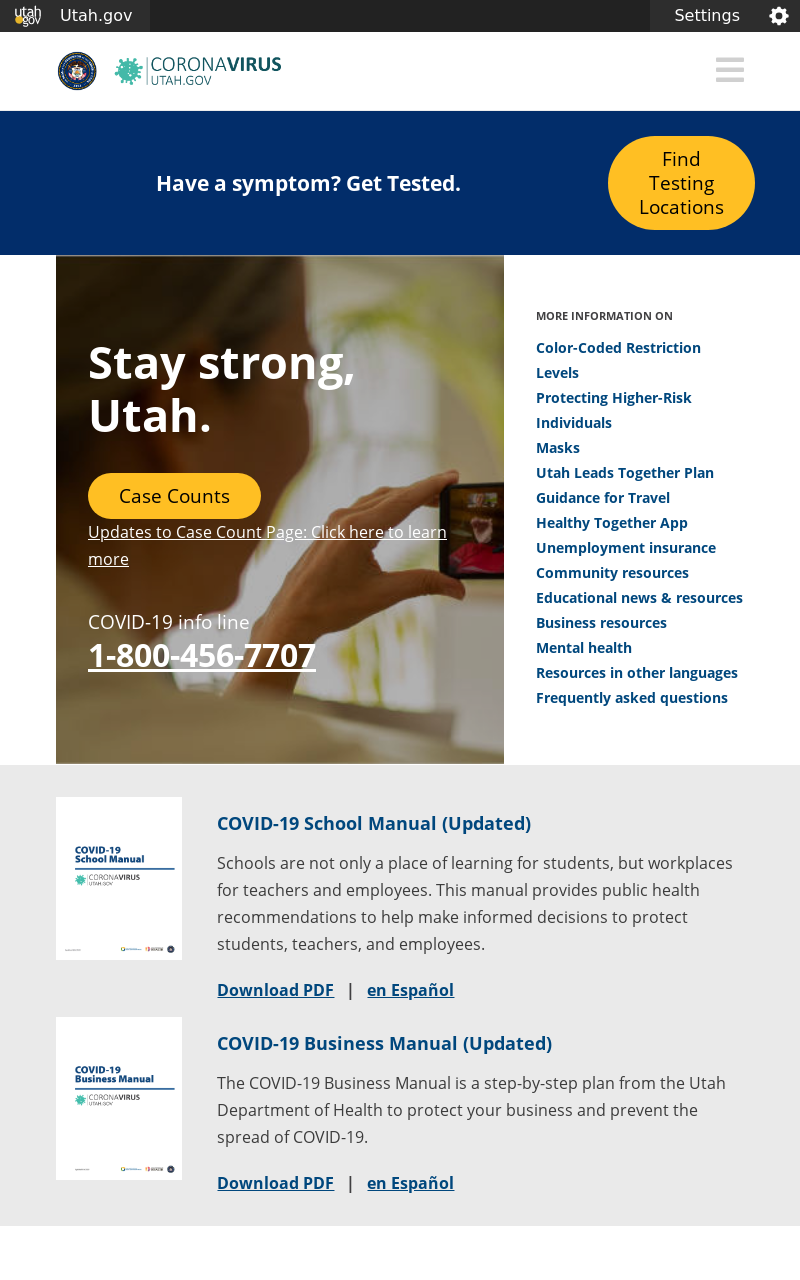 utah
gov
Utah.gov
Settings
CORONAVIRUS
UTAH.GOV
Have a symptom? Get Tested.
Find
Testing
Locations
Stay strong,
Utah.
Case Counts
Updates to Case Count Page: Click here to learn
more
COVID-19 info line
1-800-456-7707
MORE INFORMATION ON
Color-Coded Restriction
Levels
Protecting Higher-Risk
Individuals
Masks
Utah Leads Together Plan
Guidance for Travel
Healthy Together App
Unemployment insurance
Community resources
Educational news & resources
Business resources
Mental health
Resources in other languages
Frequently asked questions
COVID-19
School Manual
CORONAVIRUS
UTAH.GOV
COVID-19 School Manual (Updated)
Schools are not only a place of learning for students, but workplaces
for teachers and employees. This manual provides public health
recommendations to help make informed decisions to protect
students, teachers, and employees.
Download PDF | en Español
COVID-19
Business Manual
CORONAVIRUS
UTAH.GOV
COVID-19 Business Manual (Updated)
The COVID-19 Business Manual is a step-by-step plan from the Utah
Department of Health to protect your business and prevent the
spread of COVID-19.
Download PDF | en Español